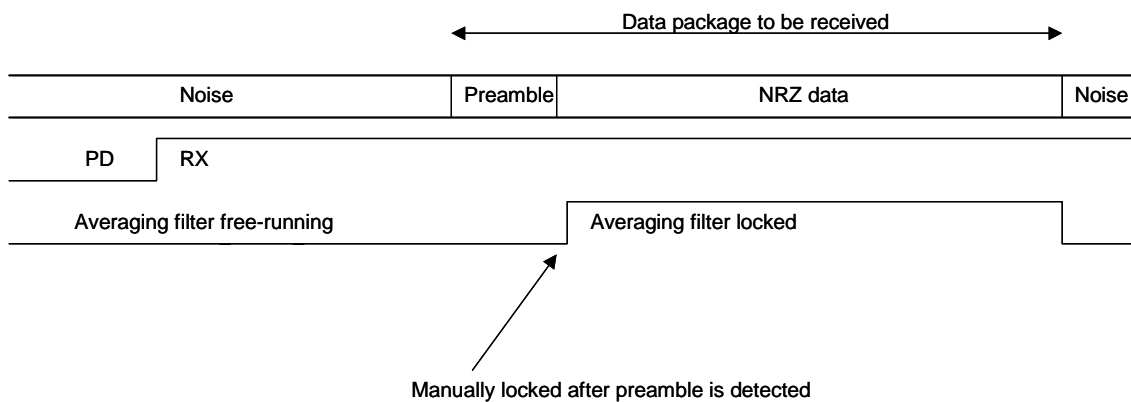 Data package to be received
Noise
Preamble
NRZ data
Noise
PD
RX
Averaging filter free-running
Averaging filter locked
Manually locked after preamble is detected